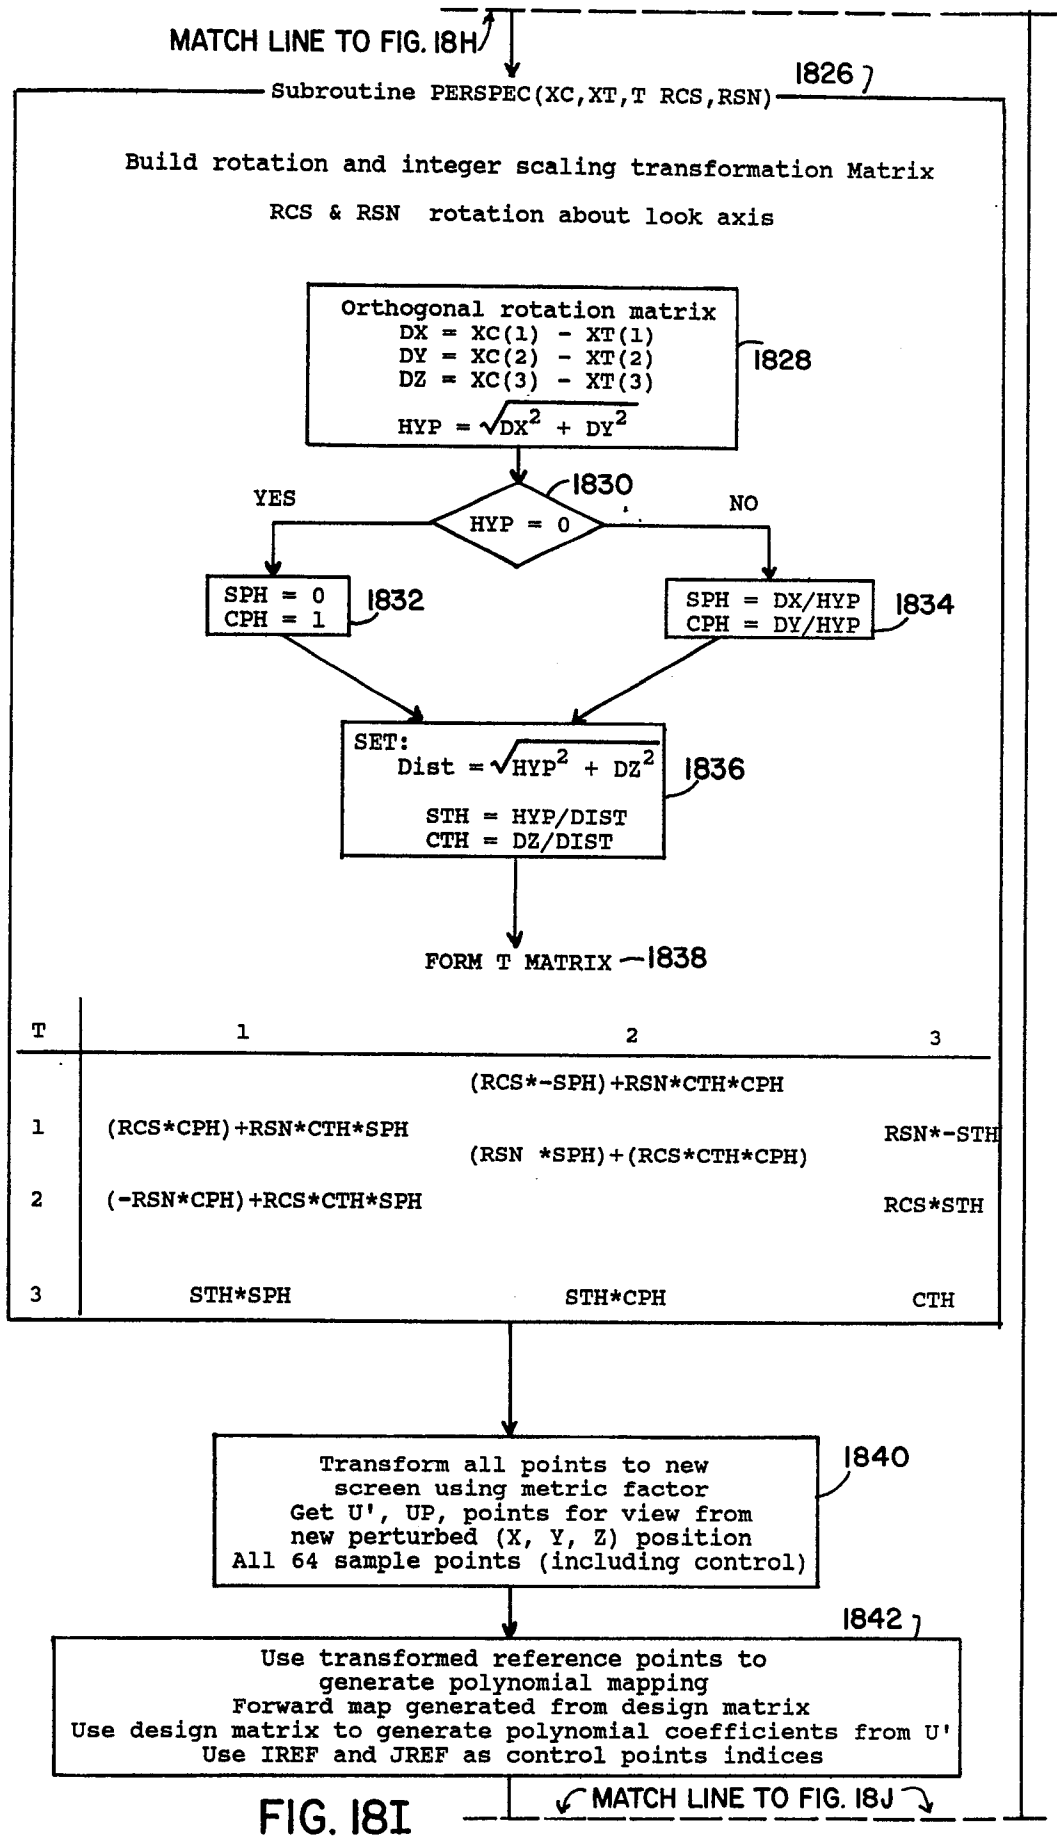 MATCH LINE TO FIG. 18H
1826
Subroutine PERSPEC(XC,XT,T RCS,RSN)
Build rotation and integer scaling transformation Matrix
RCS & RSN rotation about look axis
Orthogonal rotation matrix
DX = XC(1) - XT(1)
DY = XC(2) - XT(2)
DZ = XC(3) - XT(3)
HYP = √DX² + DY²
1828
1830
YES
HYP = 0
NO
SPH = 0
CPH = 1
1832
SPH = DX/HYP
CPH = DY/HYP
1834
SET:
Dist = √HYP² + DZ²
STH = HYP/DIST
CTH = DZ/DIST
1836
FORM T MATRIX 1838
T 1 2 3
(RCS*-SPH)+RSN*CTH*CPH
1 (RCS*CPH)+RSN*CTH*SPH RSN*-STH
(RSN *SPH)+(RCS*CTH*CPH)
2 (-RSN*CPH)+RCS*CTH*SPH RCS*STH
3 STH*SPH STH*CPH CTH
1840
Transform all points to new
screen using metric factor
Get U', UP, points for view from
new perturbed (X, Y, Z) position
All 64 sample points (including control)
1842
Use transformed reference points to
generate polynomial mapping
Forward map generated from design matrix
Use design matrix to generate polynomial coefficients from U'
Use IREF and JREF as control points indices
MATCH LINE TO FIG. 18J
FIG. 18I